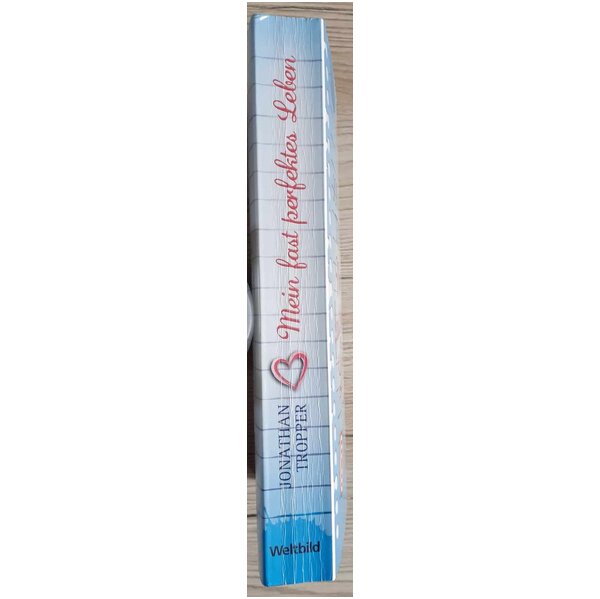 JONATHAN
TROPPER
Mein fast perfektes Leben
Weltbild